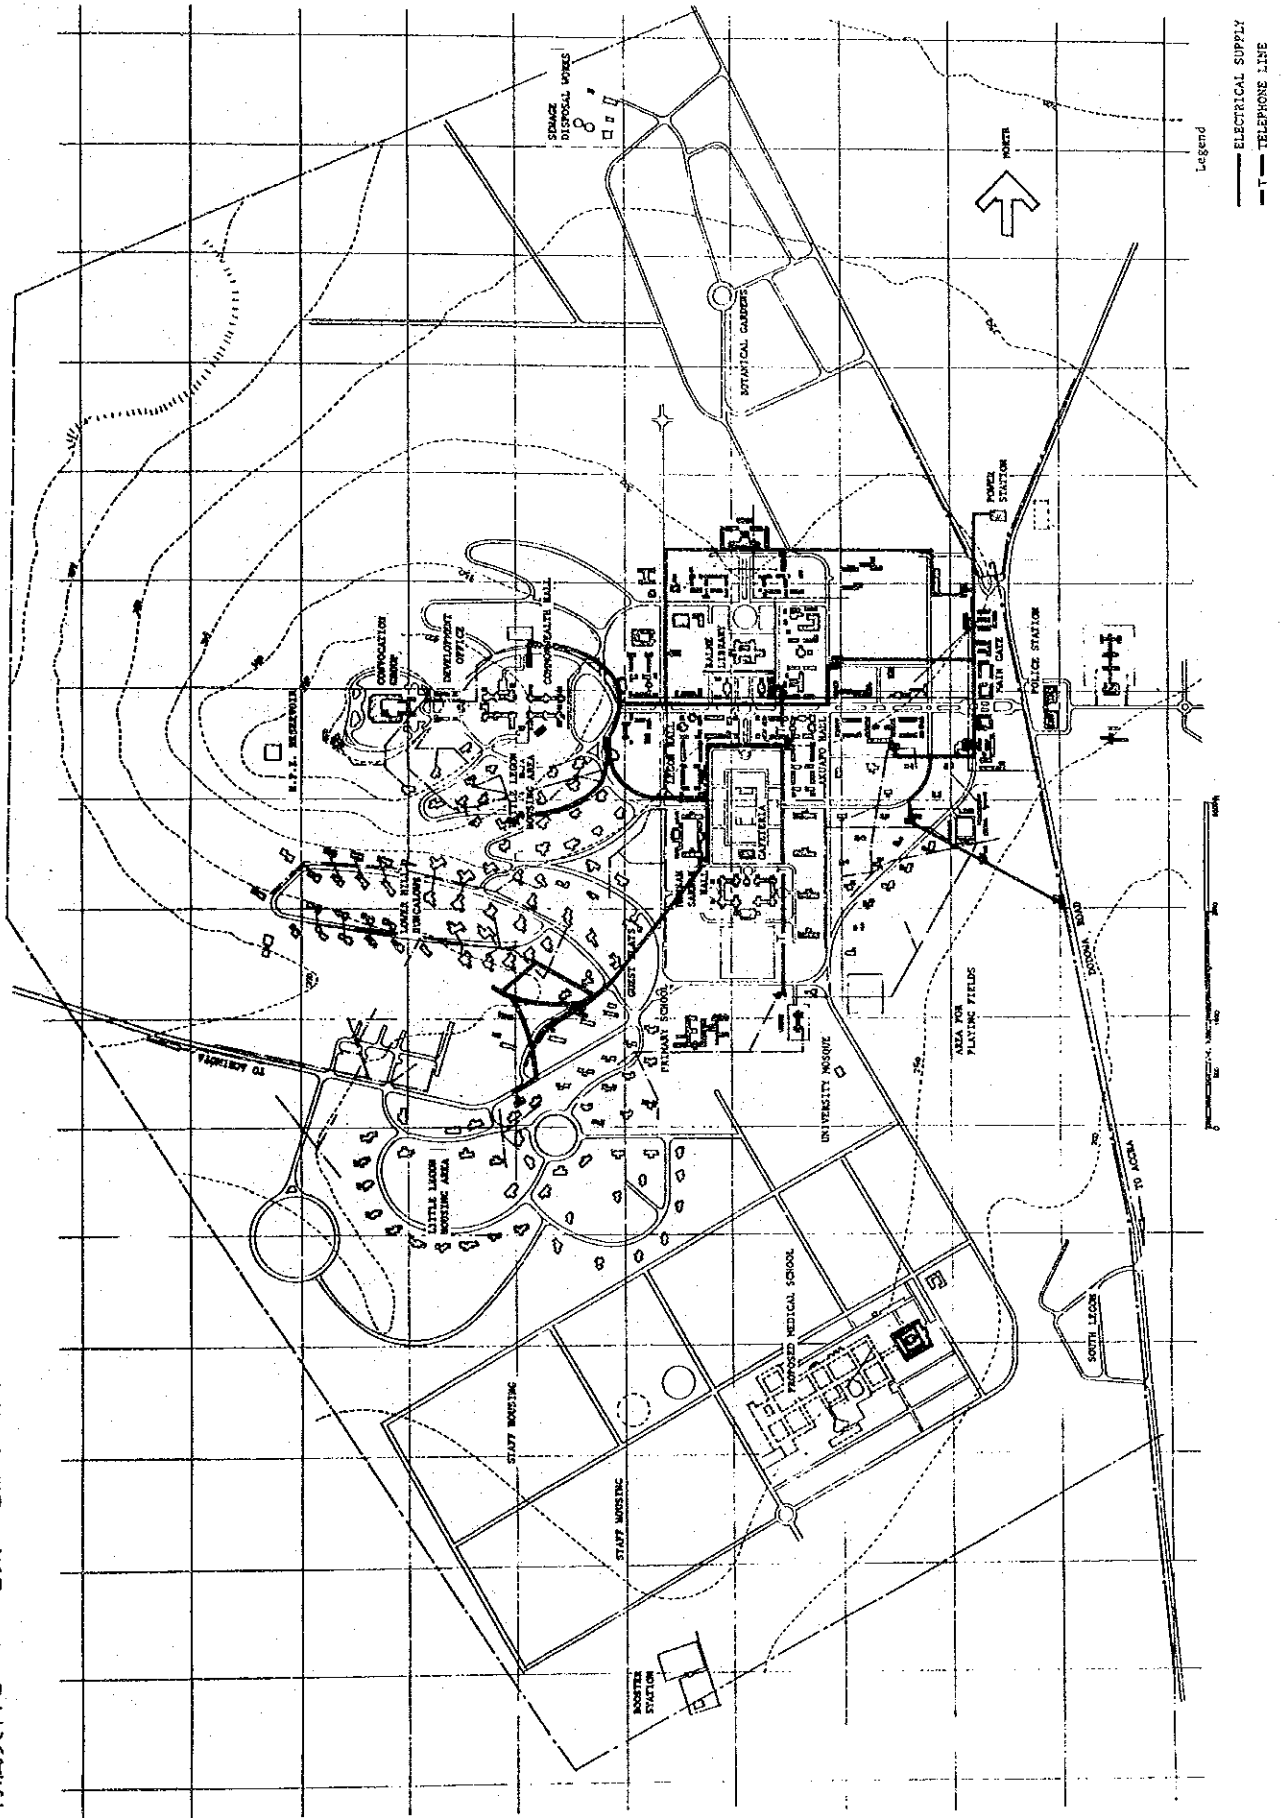 SEWAGE
DISPOSAL WORKS
NORTH
Legend
ELECTRICAL SUPPLY
T TELEPHONE LINE
BOTANICAL GARDENS
POWER
STATION
CONVOCATION
GROUP
DEVELOPMENT
OFFICE
COMMONWEALTH HALL
BALME
LIBRARY
MAIN GATE
POLICE STATION
H.P.L. RESERVOIR
LITTLE LEGON
HOUSING AREA
LEGON HALL
AKUAFO HALL
CAFETERIA
LOWER HILL
BUNGALOWS
SARBAH
HALL
GUEST FLATS
DODOWA ROAD
PRIMARY SCHOOL
AREA FOR
PLAYING FIELDS
TO ACHIMOTA
UNIVERSITY MOSQUE
LITTLE LEGON
HOUSING AREA
TO ACCRA
PROPOSED MEDICAL SCHOOL
SOUTH LEGON
STAFF HOUSING
STAFF HOUSING
BOOSTER
STATION